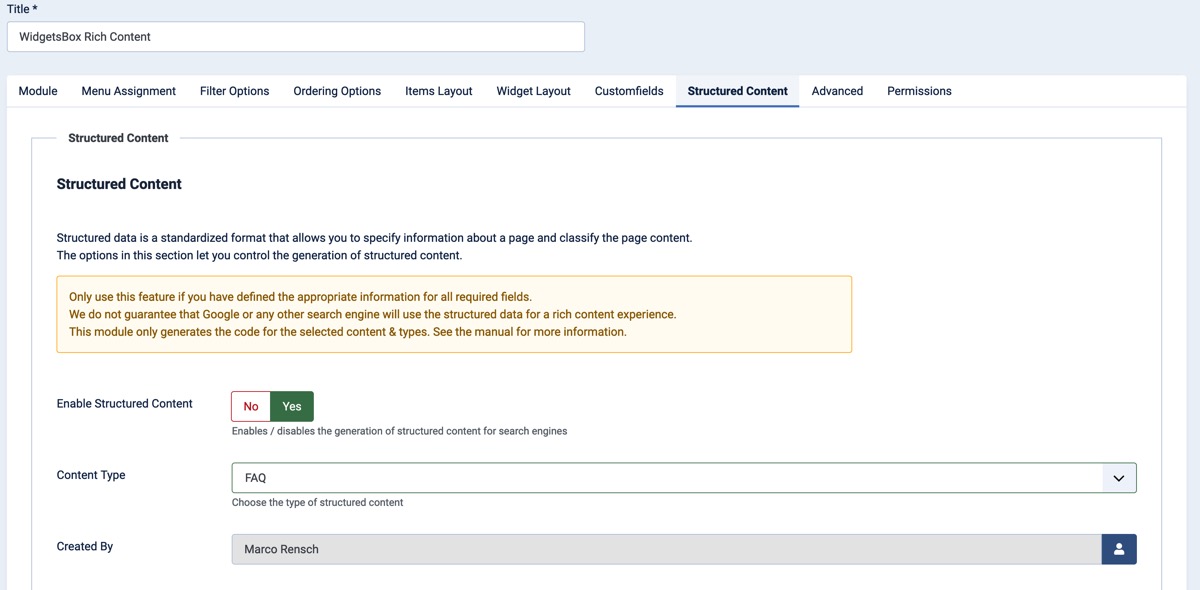 Title *
WidgetsBox Rich Content
Module Menu Assignment Filter Options Ordering Options Items Layout Widget Layout Customfields Structured Content Advanced Permissions
Structured Content
Structured Content
Structured data is a standardized format that allows you to specify information about a page and classify the page content.
The options in this section let you control the generation of structured content.
Only use this feature if you have defined the appropriate information for all required fields.
We do not guarantee that Google or any other search engine will use the structured data for a rich content experience.
This module only generates the code for the selected content & types. See the manual for more information.
Enable Structured Content No Yes
Enables / disables the generation of structured content for search engines
Content Type FAQ
Choose the type of structured content
Created By Marco Rensch